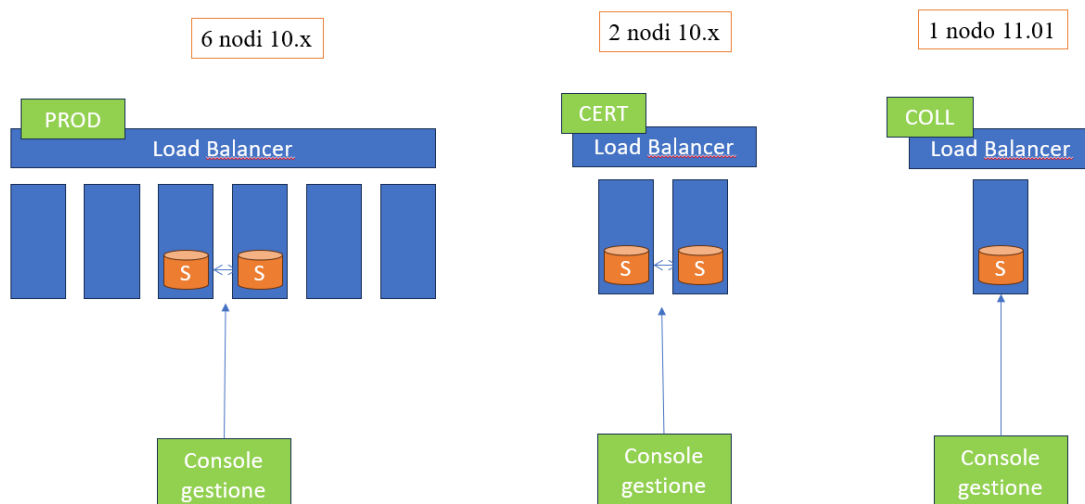 6 nodi 10.x
2 nodi 10.x
1 nodo 11.01
PROD
Load Balancer
CERT
Load Balancer
COLL
Load Balancer
S
S
S
S
S
Console
gestione
Console
gestione
Console
gestione